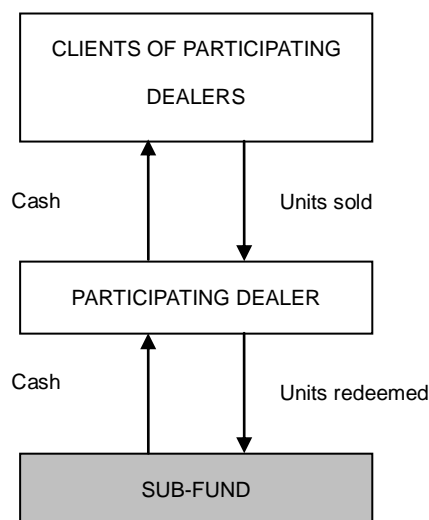 CLIENTS OF PARTICIPATING
DEALERS
Cash
Units sold
PARTICIPATING DEALER
Cash
Units redeemed
SUB-FUND